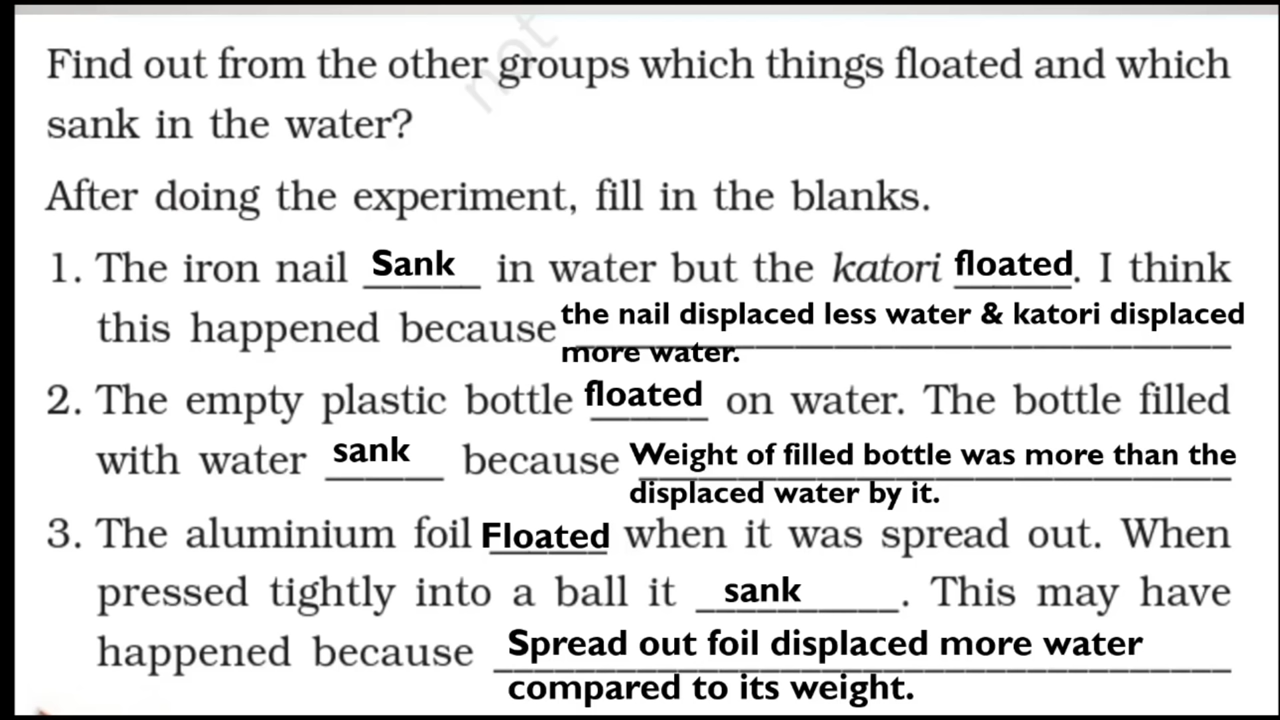 Find out from the other groups which things floated and which
sank in the water?
After doing the experiment, fill in the blanks.
1. The iron nail Sank in water but the katori floated. I think
this happened because the nail displaced less water & katori displaced
more water.
2. The empty plastic bottle floated on water. The bottle filled
with water sank because Weight of filled bottle was more than the
displaced water by it.
3. The aluminium foil Floated when it was spread out. When
pressed tightly into a ball it sank. This may have
happened because Spread out foil displaced more water
compared to its weight.
not